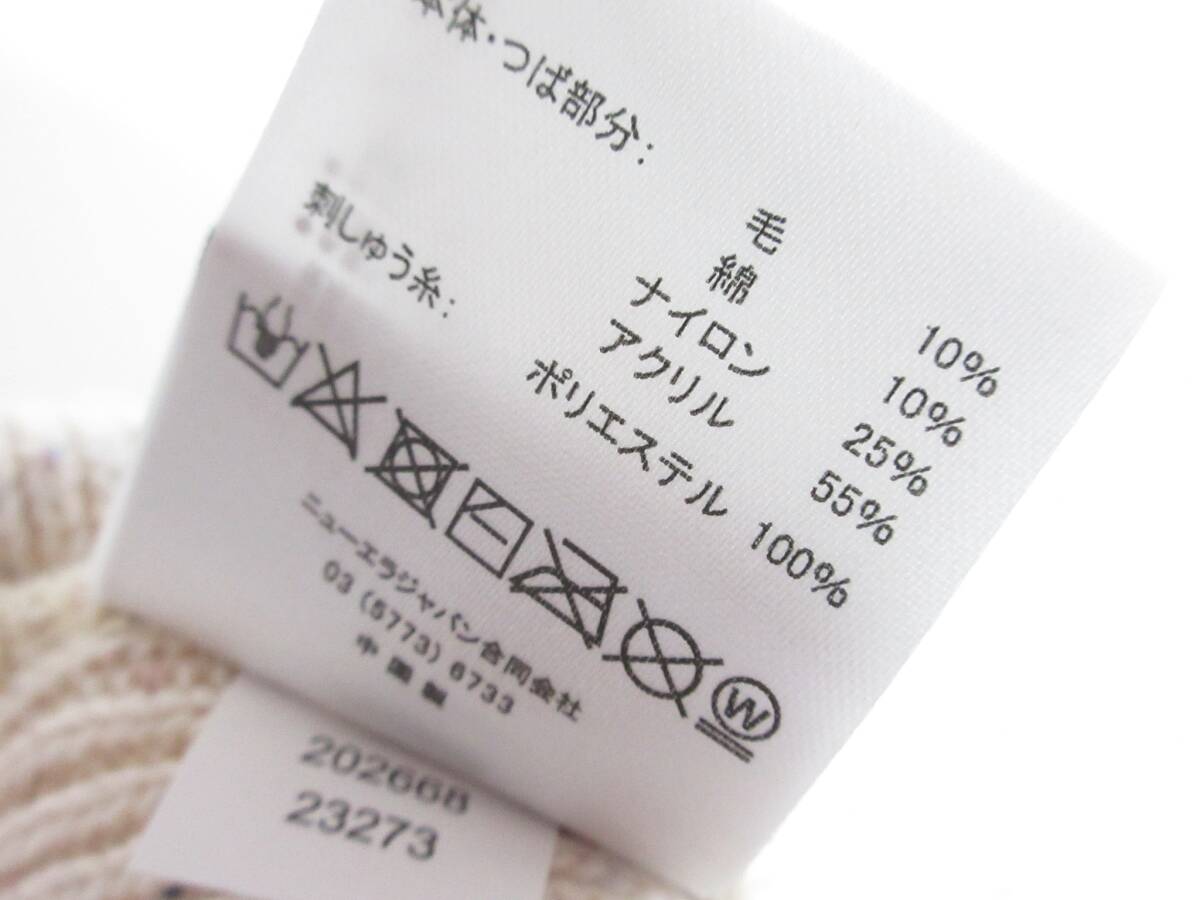 本体・つば部分:
毛 10%
綿 10%
ナイロン 25%
アクリル 55%
刺しゅう糸:
ポリエステル 100%
W
ニューエラジャパン合同会社
03 (5773) 6733
中国製
202668
23273